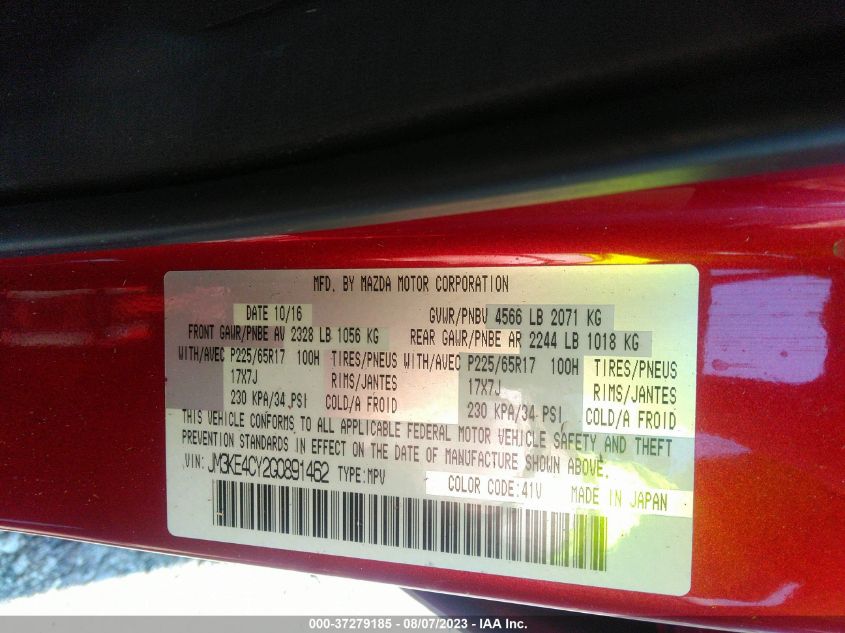 MFD. BY MAZDA MOTOR CORPORATION
DATE 10/16 GVWR/PNBV 4566 LB 2071 KG
FRONT GAWR/PNBE AV 2328 LB 1056 KG REAR GAWR/PNBE AR 2244 LB 1018 KG
WITH/AVEC P225/65R17 100H TIRES/PNEUS WITH/AVEC P225/65R17 100H TIRES/PNEUS
17X7J RIMS/JANTES 17X7J RIMS/JANTES
230 KPA/34 PSI COLD/A FROID 230 KPA/34 PSI COLD/A FROID
THIS VEHICLE CONFORMS TO ALL APPLICABLE FEDERAL MOTOR VEHICLE SAFETY AND THEFT
PREVENTION STANDARDS IN EFFECT ON THE DATE OF MANUFACTURE SHOWN ABOVE.
VIN: JM3KE4CY2G0891462 TYPE: MPV
COLOR CODE:41V MADE IN JAPAN
000-37279185 - 08/07/2023 - IAA Inc.